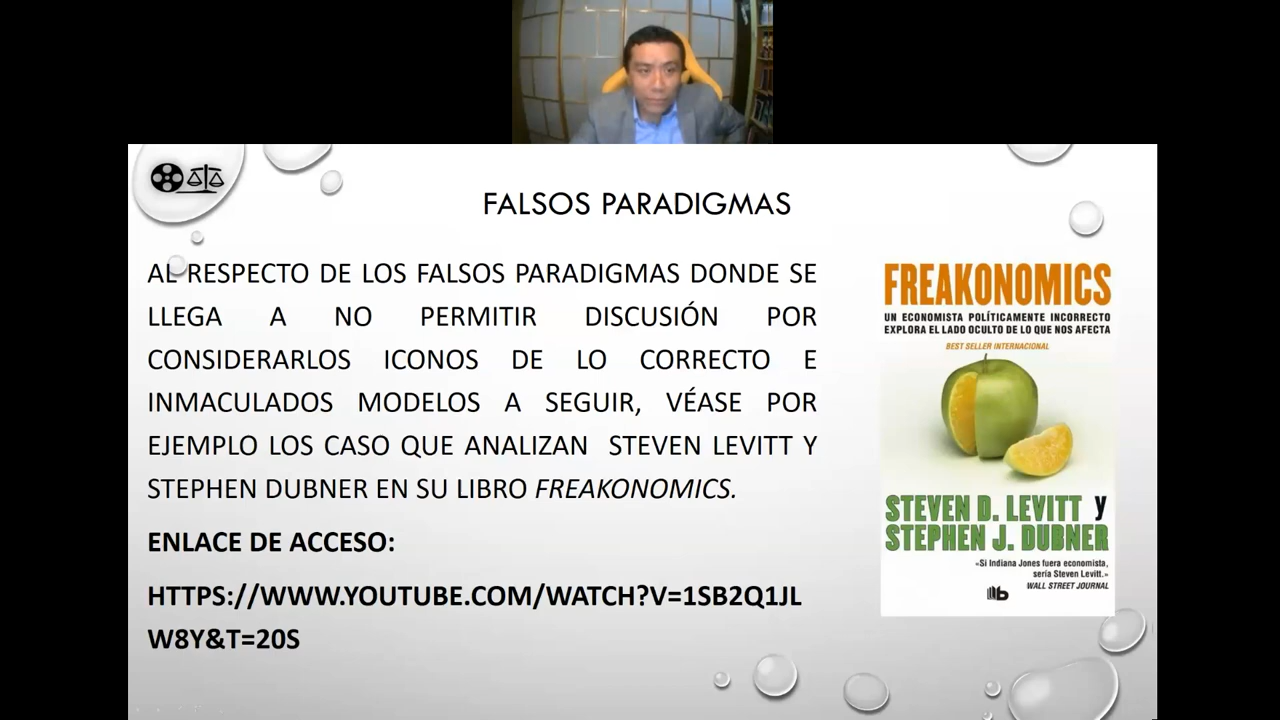 FALSOS PARADIGMAS
AL RESPECTO DE LOS FALSOS PARADIGMAS DONDE SE
LLEGA A NO PERMITIR DISCUSIÓN POR
CONSIDERARLOS ICONOS DE LO CORRECTO E
INMACULADOS MODELOS A SEGUIR, VÉASE POR
EJEMPLO LOS CASO QUE ANALIZAN STEVEN LEVITT Y
STEPHEN DUBNER EN SU LIBRO FREAKONOMICS.
ENLACE DE ACCESO:
HTTPS://WWW.YOUTUBE.COM/WATCH?V=1SB2Q1JL
W8Y&T=20S
FREAKONOMICS
UN ECONOMISTA POLÍTICAMENTE INCORRECTO
EXPLORA EL LADO OCULTO DE LO QUE NOS AFECTA
BEST SELLER INTERNACIONAL
STEVEN D. LEVITT y
STEPHEN J. DUBNER
«Si Indiana Jones fuera economista,
sería Steven Levitt.»
WALL STREET JOURNAL
b